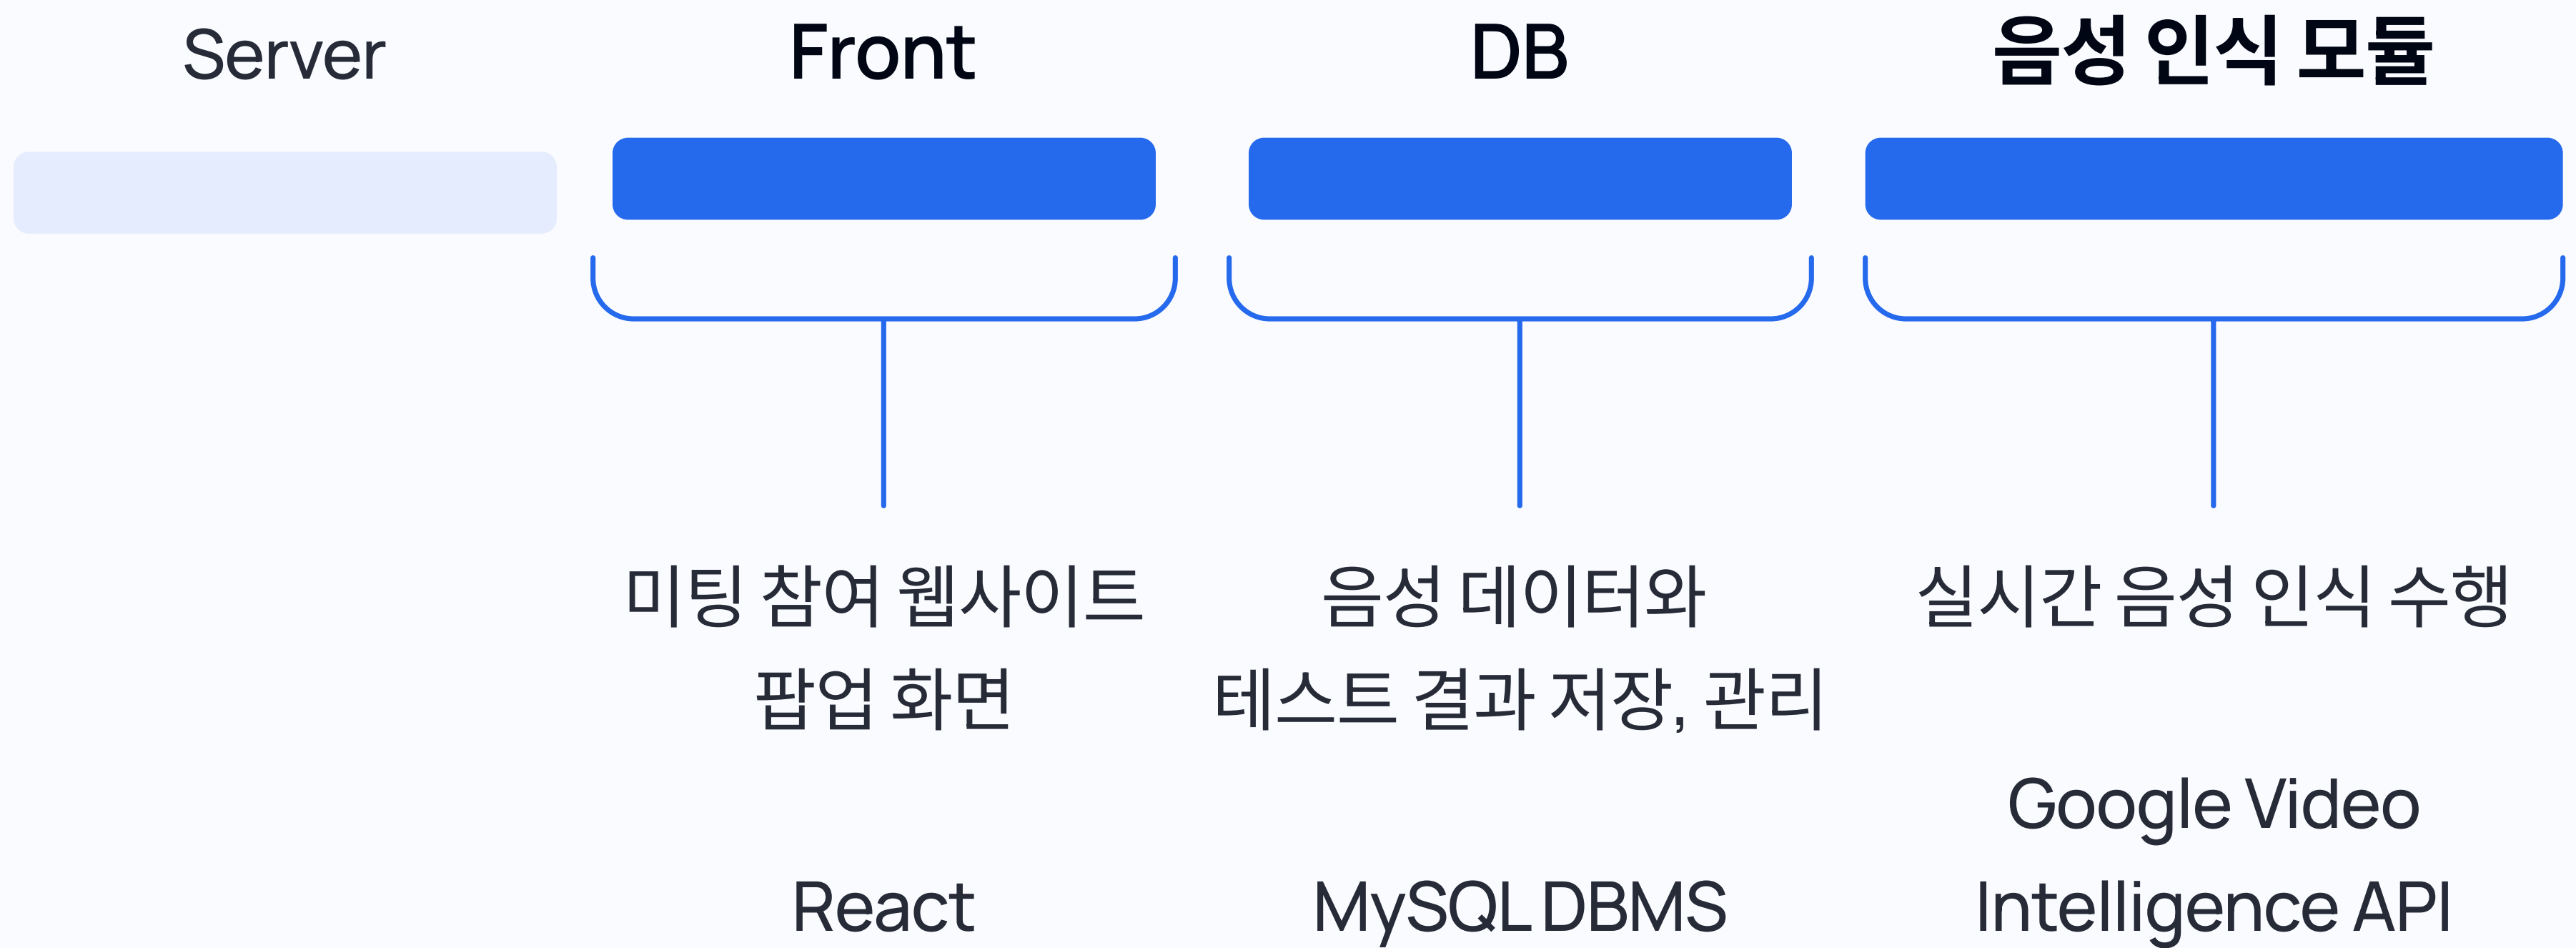 Server
Front
DB
음성 인식 모듈
미팅 참여 웹사이트
팝업 화면
React
음성 데이터와
테스트 결과 저장, 관리
MySQL DBMS
실시간 음성 인식 수행
Google Video
Intelligence API